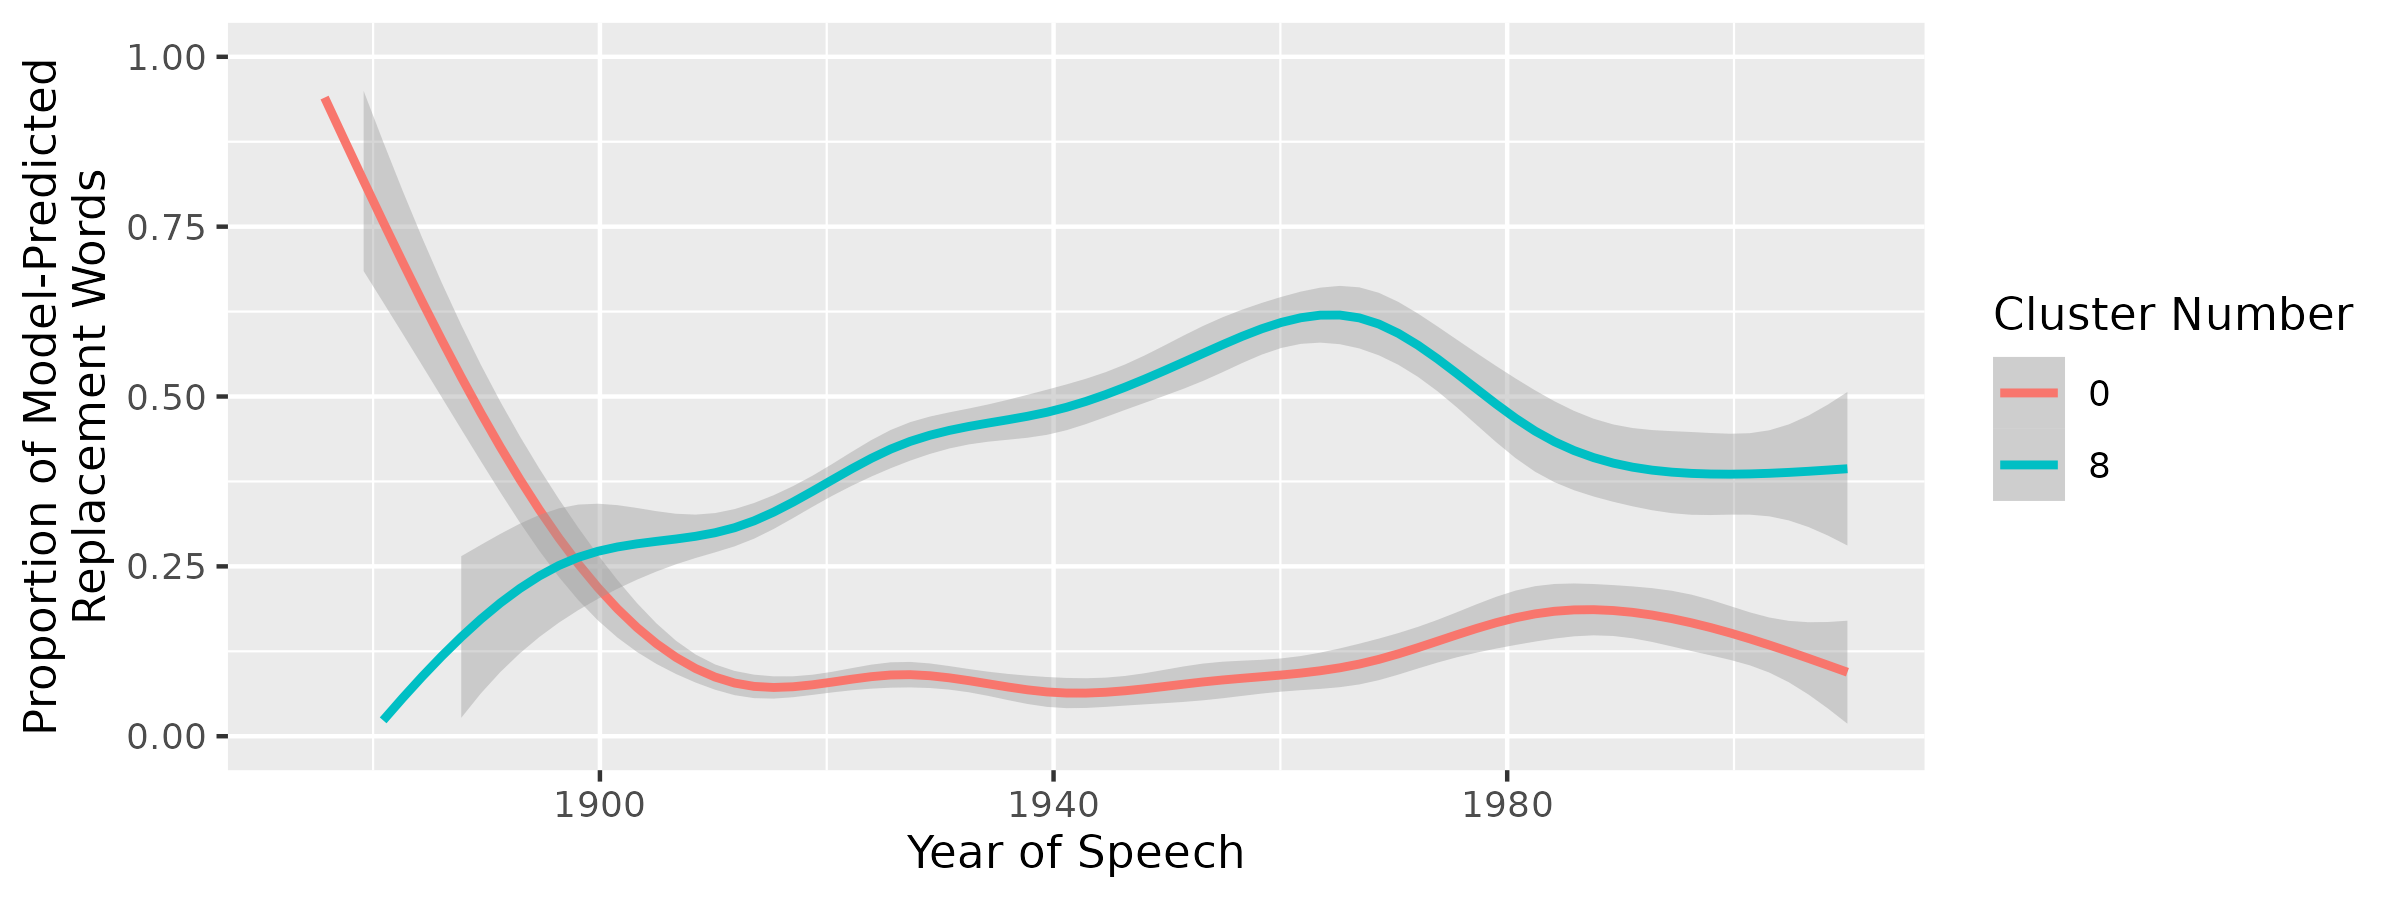 Proportion of Model-Predicted
Replacement Words
1.00
0.75
0.50
0.25
0.00
1900
1940
1980
Year of Speech
Cluster Number
0
8